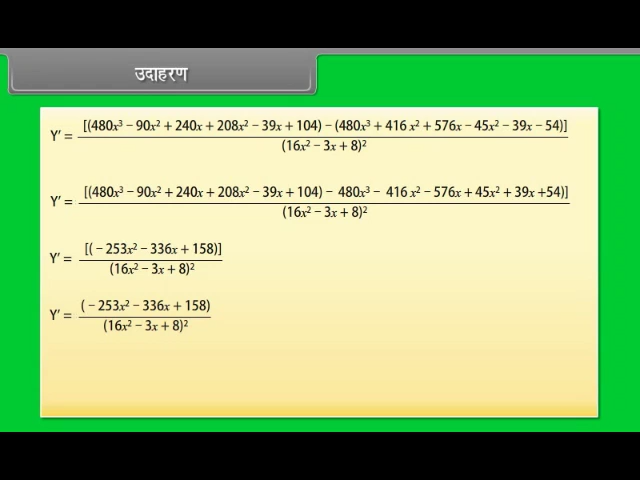 उदाहरण
Y′ = [(480x³ − 90x² + 240x + 208x² − 39x + 104) − (480x³ + 416 x² + 576x − 45x² − 39x − 54)]
(16x² − 3x + 8)²
Y′ = [(480x³ − 90x² + 240x + 208x² − 39x + 104) − 480x³ − 416 x² − 576x + 45x² + 39x +54)]
(16x² − 3x + 8)²
Y′ = [( − 253x² − 336x + 158)]
(16x² − 3x + 8)²
Y′ = ( − 253x² − 336x + 158)
(16x² − 3x + 8)²